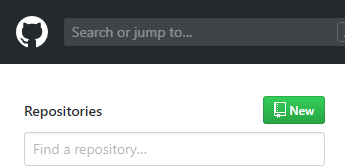 Search or jump to...
Repositories
New
Find a repository...